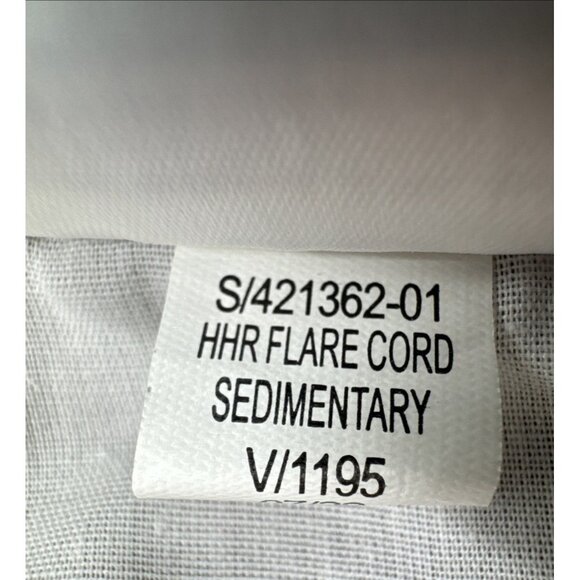 S/421362-01
HHR FLARE CORD
SEDIMENTARY
V/1195